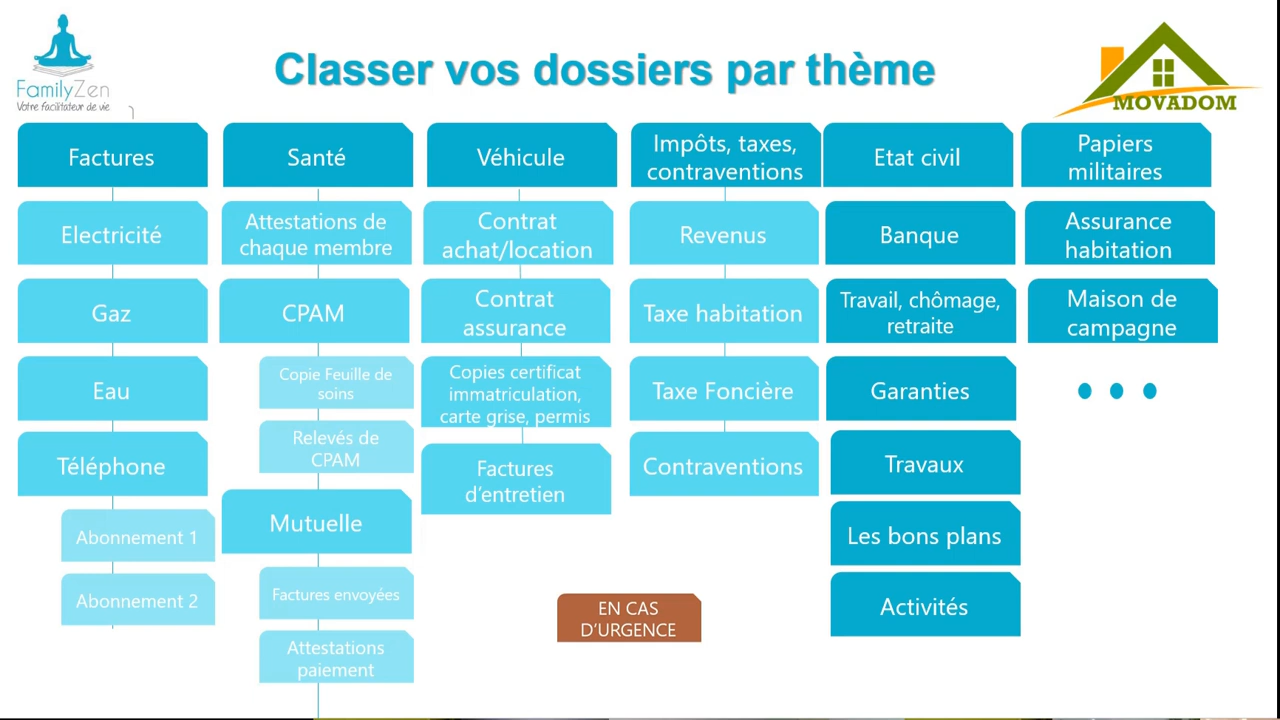 FamilyZen
Votre facilitateur de vie
Classer vos dossiers par thème
MOVADOM
Factures
Electricité
Gaz
Eau
Téléphone
Abonnement 1
Abonnement 2
Santé
Attestations de
chaque membre
CPAM
Copie Feuille de
soins
Relevés de
CPAM
Mutuelle
Factures envoyées
Attestations
paiement
Véhicule
Contrat
achat/location
Contrat
assurance
Copies certificat
immatriculation,
carte grise, permis
Factures
d’entretien
Impôts, taxes,
contraventions
Revenus
Taxe habitation
Taxe Foncière
Contraventions
EN CAS
D’URGENCE
Etat civil
Banque
Travail, chômage,
retraite
Garanties
Travaux
Les bons plans
Activités
Papiers
militaires
Assurance
habitation
Maison de
campagne